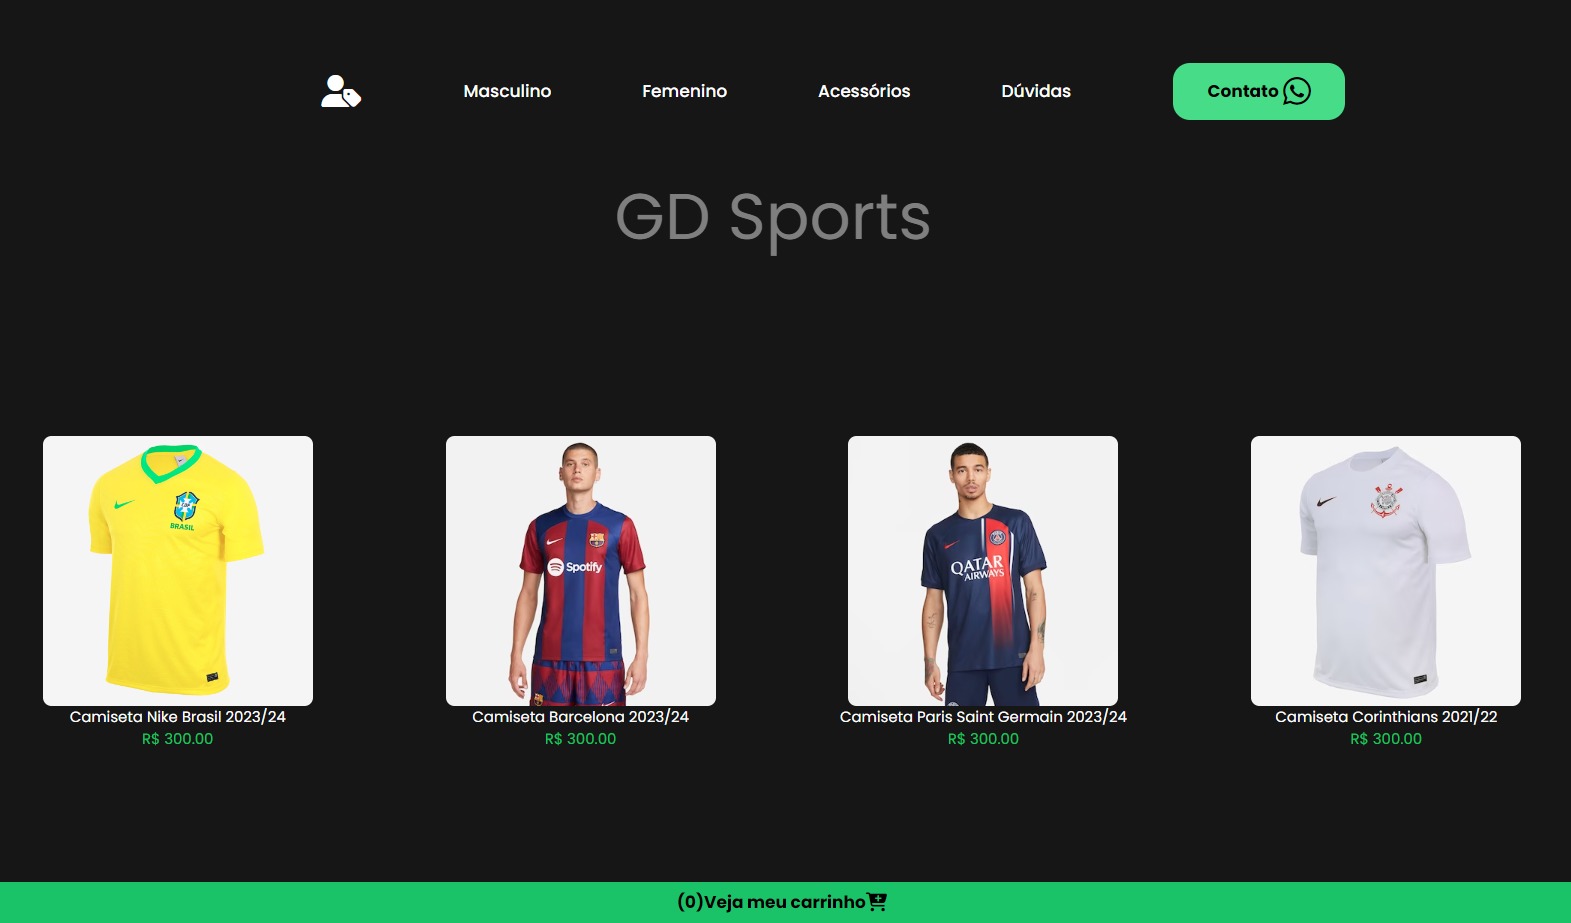 Masculino Femenino Acessórios Dúvidas Contato
GD Sports
BRASIL
Spotify
QATAR
AIRWAYS
Camiseta Nike Brasil 2023/24
R$ 300.00
Camiseta Barcelona 2023/24
R$ 300.00
Camiseta Paris Saint Germain 2023/24
R$ 300.00
Camiseta Corinthians 2021/22
R$ 300.00
(0)Veja meu carrinho